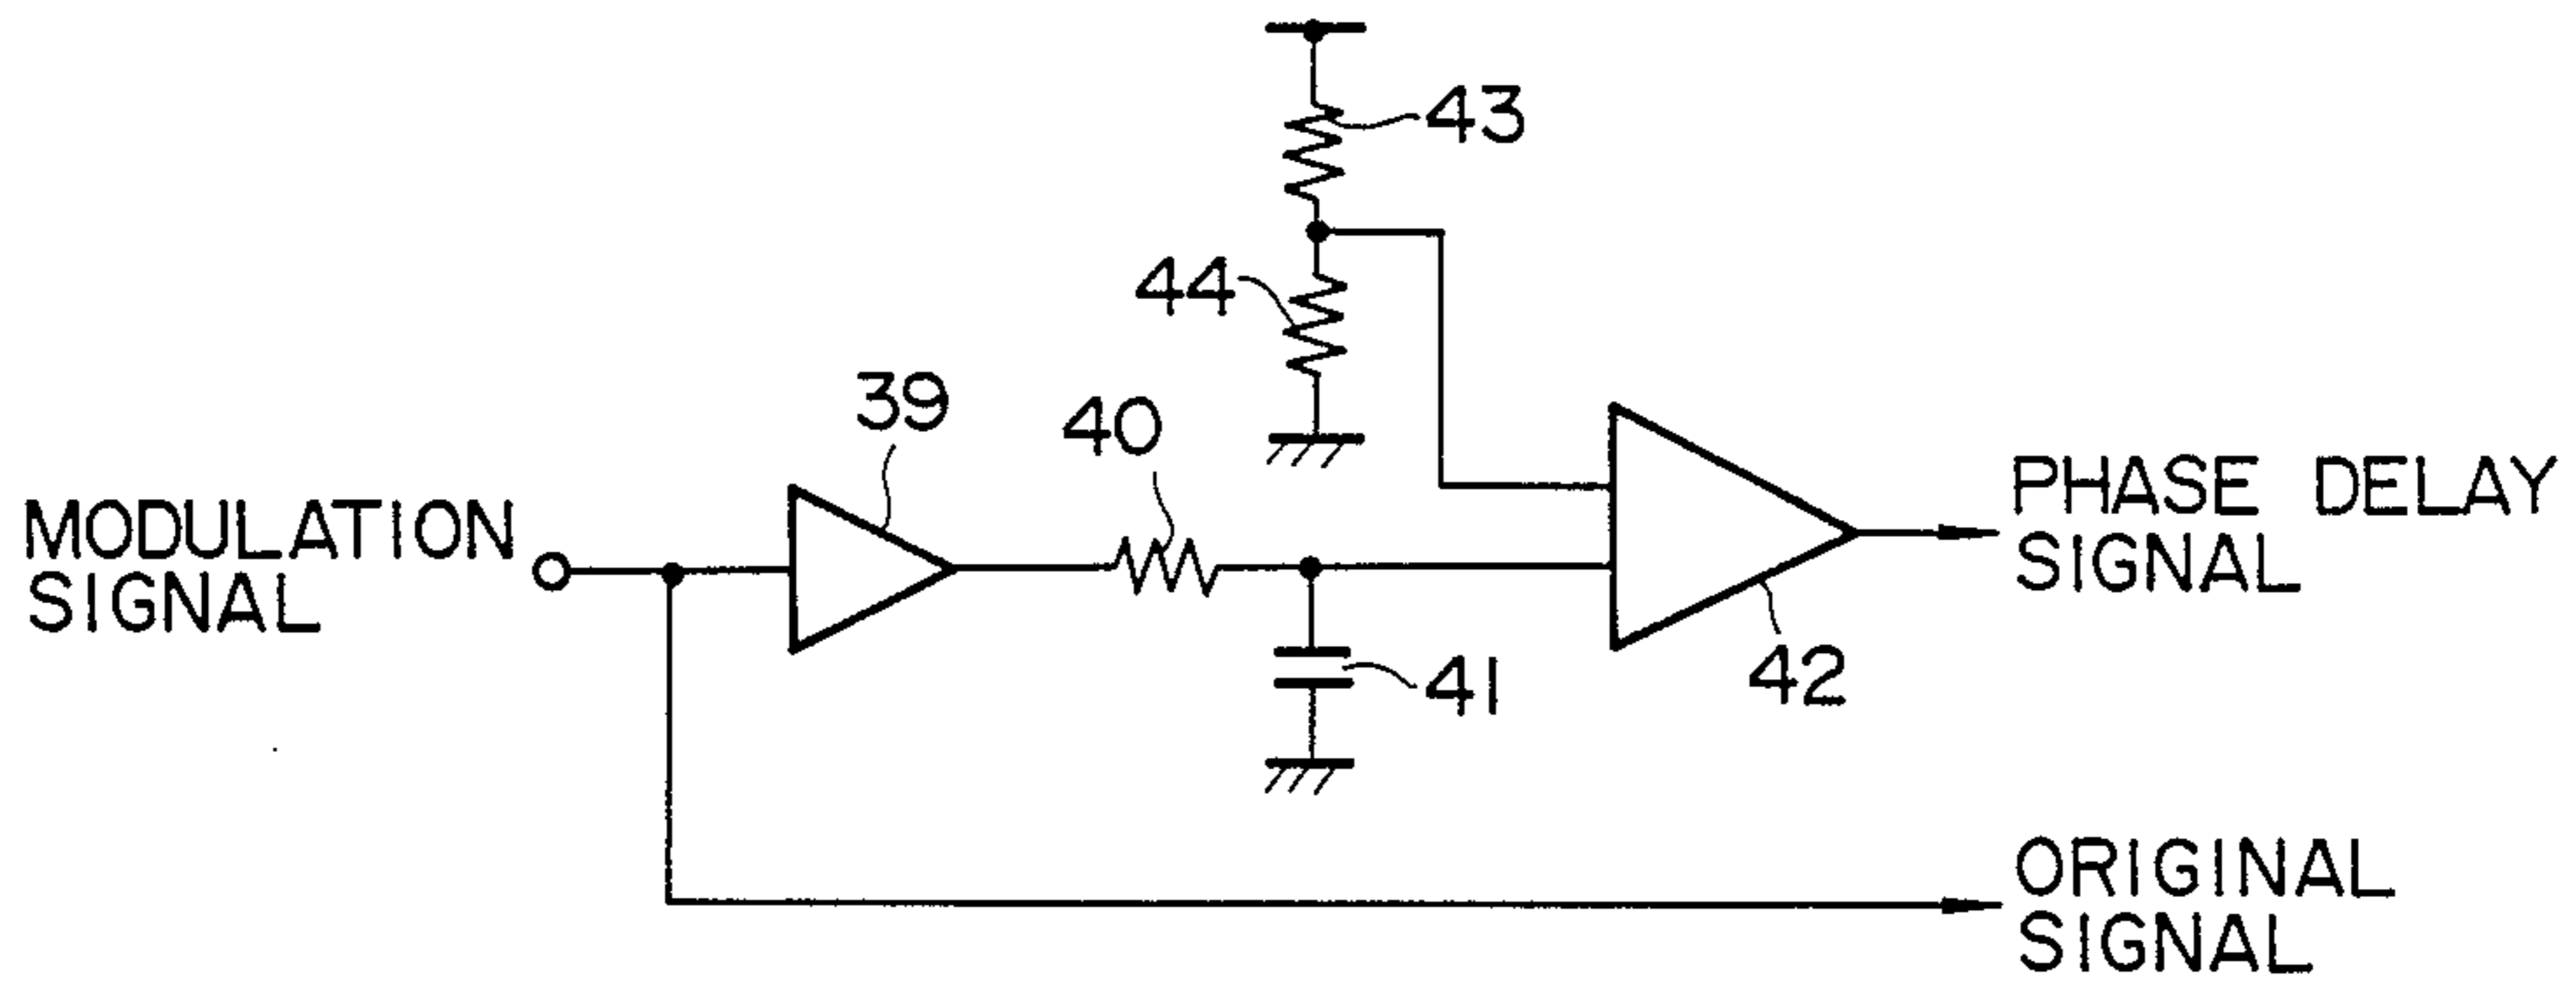 43
44
39
40
MODULATION
SIGNAL
PHASE DELAY
SIGNAL
41
42
ORIGINAL
SIGNAL